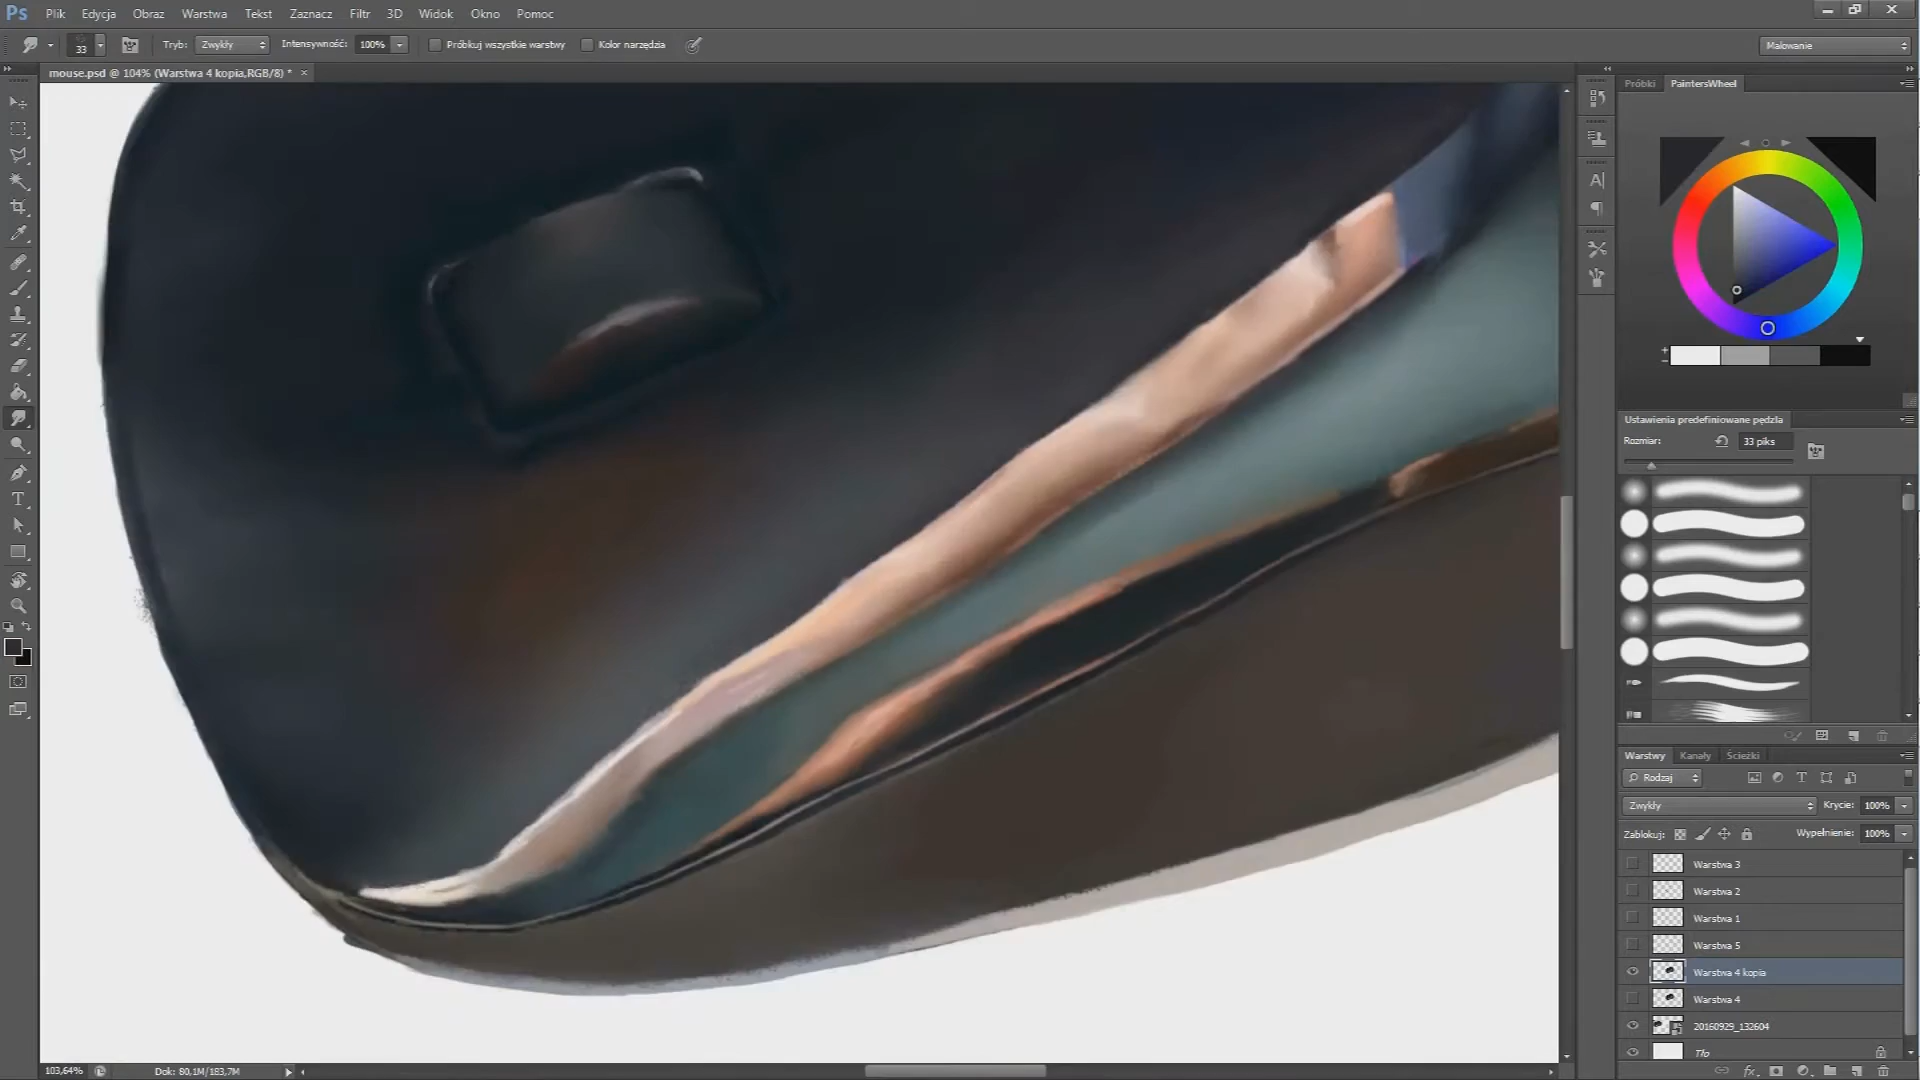 Ps Plik Edycja Obraz Warstwa Tekst Zaznacz Filtr 3D Widok Okno Pomoc
33 Tryb: Zwykły Intensywność: 100% Próbkuj wszystkie warstwy Kolor narzędzia Malowanie
mouse.psd @ 104% (Warstwa 4 kopia,RGB/8) * ×
Próbki PaintersWheel
Ustawienia predefiniowane pędzla
Rozmiar: 33 piks
Warstwy Kanały Ścieżki
Rodzaj
Zwykły Krycie: 100%
Zablokuj: Wypełnienie: 100%
Warstwa 3
Warstwa 2
Warstwa 1
Warstwa 5
Warstwa 4 kopia
Warstwa 4
20160929_132604
Tło
103,64% Dok: 80,1M/183,7M